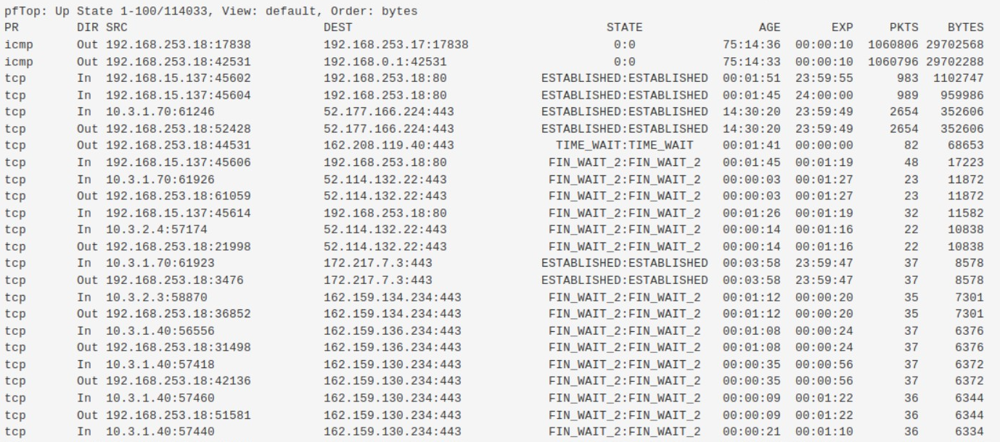 pfTop: Up State 1-100/114033, View: default, Order: bytes
PR DIR SRC DEST STATE AGE EXP PKTS BYTES
icmp Out 192.168.253.18:17838 192.168.253.17:17838 0:0 75:14:36 00:00:10 1060806 29702568
icmp Out 192.168.253.18:42531 192.168.0.1:42531 0:0 75:14:33 00:00:10 1060796 29702288
tcp In 192.168.15.137:45602 192.168.253.18:80 ESTABLISHED:ESTABLISHED 00:01:51 23:59:55 983 1102747
tcp In 192.168.15.137:45604 192.168.253.18:80 ESTABLISHED:ESTABLISHED 00:01:45 24:00:00 989 959986
tcp In 10.3.1.70:61246 52.177.166.224:443 ESTABLISHED:ESTABLISHED 14:30:20 23:59:49 2654 352606
tcp Out 192.168.253.18:52428 52.177.166.224:443 ESTABLISHED:ESTABLISHED 14:30:20 23:59:49 2654 352606
tcp Out 192.168.253.18:44531 162.208.119.40:443 TIME_WAIT:TIME_WAIT 00:01:41 00:00:00 82 68653
tcp In 192.168.15.137:45606 192.168.253.18:80 FIN_WAIT_2:FIN_WAIT_2 00:01:45 00:01:19 48 17223
tcp In 10.3.1.70:61926 52.114.132.22:443 FIN_WAIT_2:FIN_WAIT_2 00:00:03 00:01:27 23 11872
tcp Out 192.168.253.18:61059 52.114.132.22:443 FIN_WAIT_2:FIN_WAIT_2 00:00:03 00:01:27 23 11872
tcp In 192.168.15.137:45614 192.168.253.18:80 FIN_WAIT_2:FIN_WAIT_2 00:01:26 00:01:19 32 11582
tcp In 10.3.2.4:57174 52.114.132.22:443 FIN_WAIT_2:FIN_WAIT_2 00:00:14 00:01:16 22 10838
tcp Out 192.168.253.18:21998 52.114.132.22:443 FIN_WAIT_2:FIN_WAIT_2 00:00:14 00:01:16 22 10838
tcp In 10.3.1.70:61923 172.217.7.3:443 ESTABLISHED:ESTABLISHED 00:03:58 23:59:47 37 8578
tcp Out 192.168.253.18:3476 172.217.7.3:443 ESTABLISHED:ESTABLISHED 00:03:58 23:59:47 37 8578
tcp In 10.3.2.3:58870 162.159.134.234:443 FIN_WAIT_2:FIN_WAIT_2 00:01:12 00:00:20 35 7301
tcp Out 192.168.253.18:36852 162.159.134.234:443 FIN_WAIT_2:FIN_WAIT_2 00:01:12 00:00:20 35 7301
tcp In 10.3.1.40:56556 162.159.136.234:443 FIN_WAIT_2:FIN_WAIT_2 00:01:08 00:00:24 37 6376
tcp Out 192.168.253.18:31498 162.159.136.234:443 FIN_WAIT_2:FIN_WAIT_2 00:01:08 00:00:24 37 6376
tcp In 10.3.1.40:57418 162.159.130.234:443 FIN_WAIT_2:FIN_WAIT_2 00:00:35 00:00:56 37 6372
tcp Out 192.168.253.18:42136 162.159.130.234:443 FIN_WAIT_2:FIN_WAIT_2 00:00:35 00:00:56 37 6372
tcp In 10.3.1.40:57460 162.159.130.234:443 FIN_WAIT_2:FIN_WAIT_2 00:00:09 00:01:22 36 6344
tcp Out 192.168.253.18:51581 162.159.130.234:443 FIN_WAIT_2:FIN_WAIT_2 00:00:09 00:01:22 36 6344
tcp In 10.3.1.40:57440 162.159.130.234:443 FIN_WAIT_2:FIN_WAIT_2 00:00:21 00:01:10 36 6334